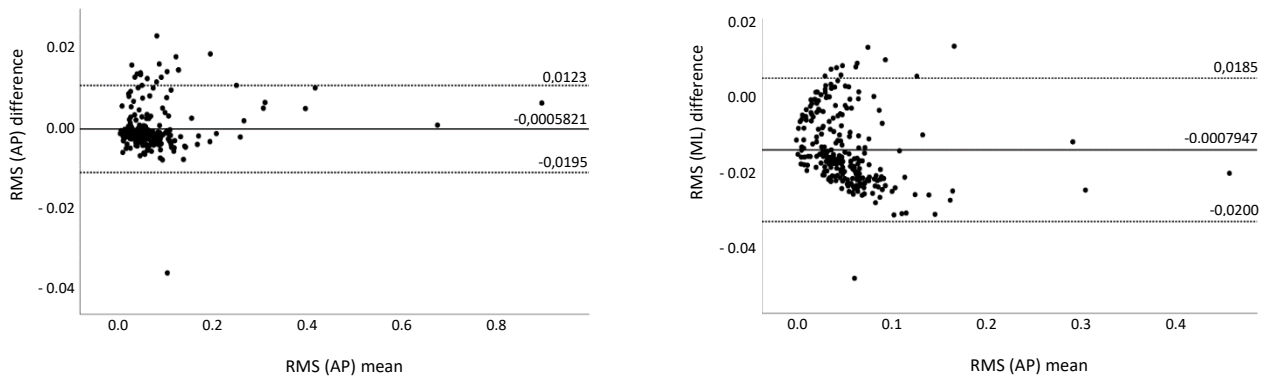 0.02
0.00
- 0.02
- 0.04
RMS (AP) difference
0,0123
-0,0005821
-0,0195
0.0 0.2 0.4 0.6 0.8
RMS (AP) mean
0.02
0.00
- 0.02
- 0.04
RMS (ML) difference
0,0185
-0.0007947
-0,0200
0.0 0.1 0.2 0.3 0.4
RMS (AP) mean